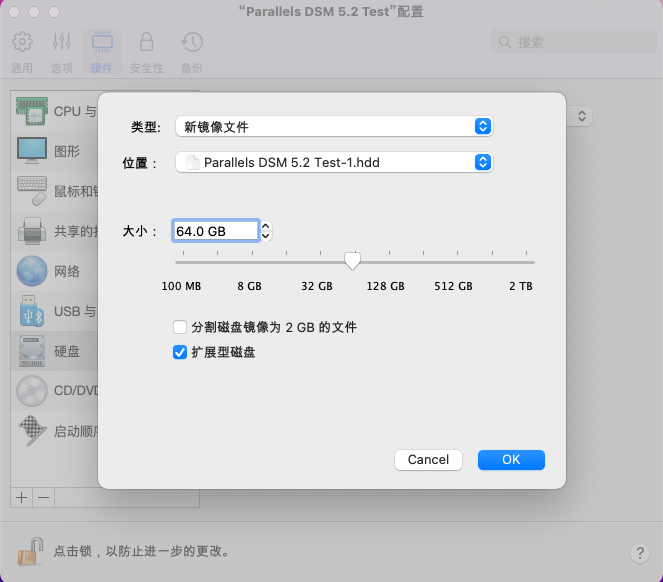 “Parallels DSM 5.2 Test”配置
通用 选项 硬件 安全性 备份
搜索
CPU 与
图形
鼠标和
共享的
网络
USB 与
硬盘
CD/DVD
启动顺
类型: 新镜像文件
位置： Parallels DSM 5.2 Test-1.hdd
大小： 64.0 GB
100 MB 8 GB 32 GB 128 GB 512 GB 2 TB
分割磁盘镜像为 2 GB 的文件
扩展型磁盘
Cancel OK
+ −
点击锁，以防止进一步的更改。
?